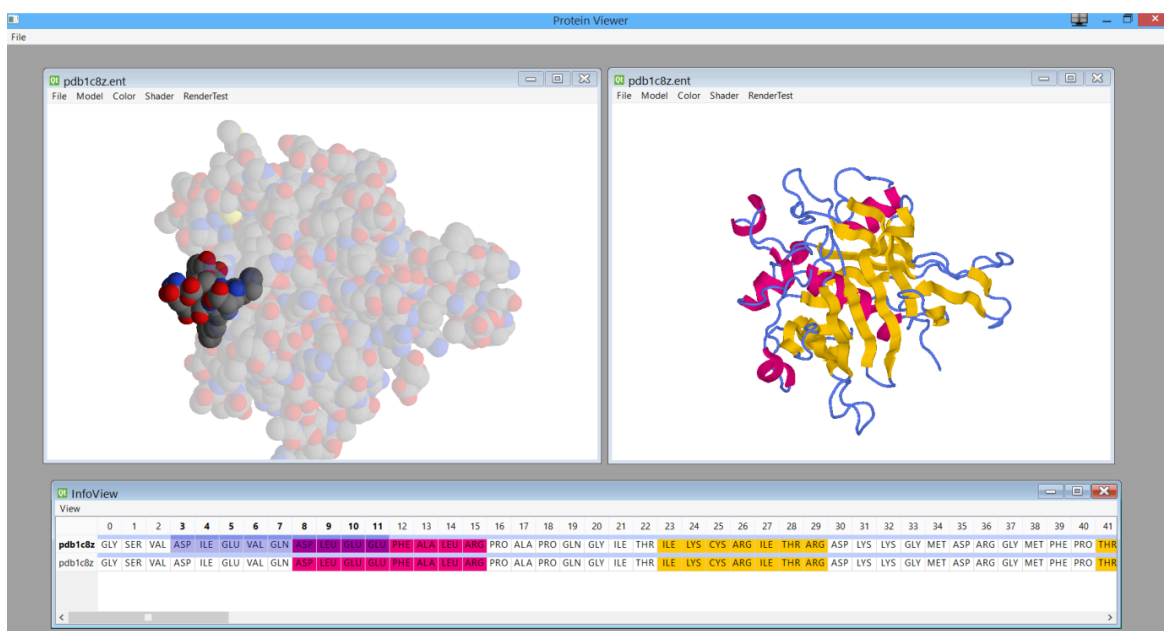 Protein Viewer
File
pdb1c8z.ent
File Model Color Shader RenderTest
pdb1c8z.ent
File Model Color Shader RenderTest
InfoView
View
0 1 2 3 4 5 6 7 8 9 10 11 12 13 14 15 16 17 18 19 20 21 22 23 24 25 26 27 28 29 30 31 32 33 34 35 36 37 38 39 40 41
pdb1c8z GLY SER VAL ASP ILE GLU VAL GLN ASP LEU GLU GLU PHE ALA LEU ARG PRO ALA PRO GLN GLY ILE THR ILE LYS CYS ARG ILE THR ARG ASP LYS LYS GLY MET ASP ARG GLY MET PHE PRO THR
pdb1c8z GLY SER VAL ASP ILE GLU VAL GLN ASP LEU GLU GLU PHE ALA LEU ARG PRO ALA PRO GLN GLY ILE THR ILE LYS CYS ARG ILE THR ARG ASP LYS LYS GLY MET ASP ARG GLY MET PHE PRO THR